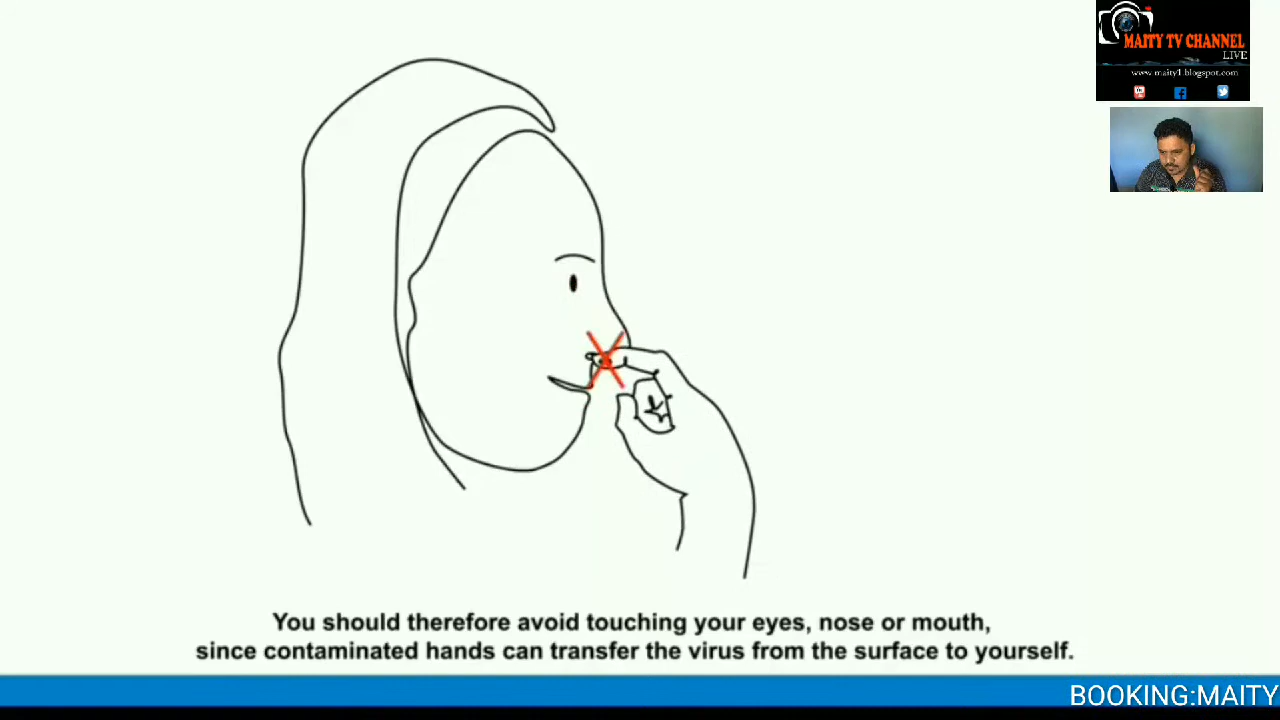 MAITY TV CHANNEL
LIVE
www.maity1.blogspot.com
You should therefore avoid touching your eyes, nose or mouth,
since contaminated hands can transfer the virus from the surface to yourself.
BOOKING:MAITY